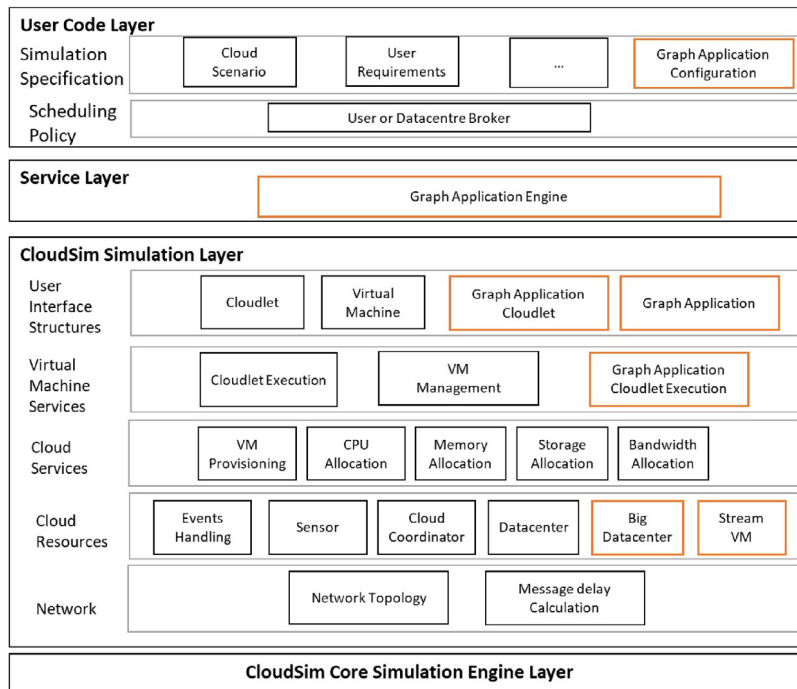 User Code Layer
Simulation
Specification
Cloud
Scenario
User
Requirements
...
Graph Application
Configuration
Scheduling
Policy
User or Datacentre Broker
Service Layer
Graph Application Engine
CloudSim Simulation Layer
User
Interface
Structures
Cloudlet
Virtual
Machine
Graph Application
Cloudlet
Graph Application
Virtual
Machine
Services
Cloudlet Execution
VM
Management
Graph Application
Cloudlet Execution
Cloud
Services
VM
Provisioning
CPU
Allocation
Memory
Allocation
Storage
Allocation
Bandwidth
Allocation
Cloud
Resources
Events
Handling
Sensor
Cloud
Coordinator
Datacenter
Big
Datacenter
Stream
VM
Network
Network Topology
Message delay
Calculation
CloudSim Core Simulation Engine Layer